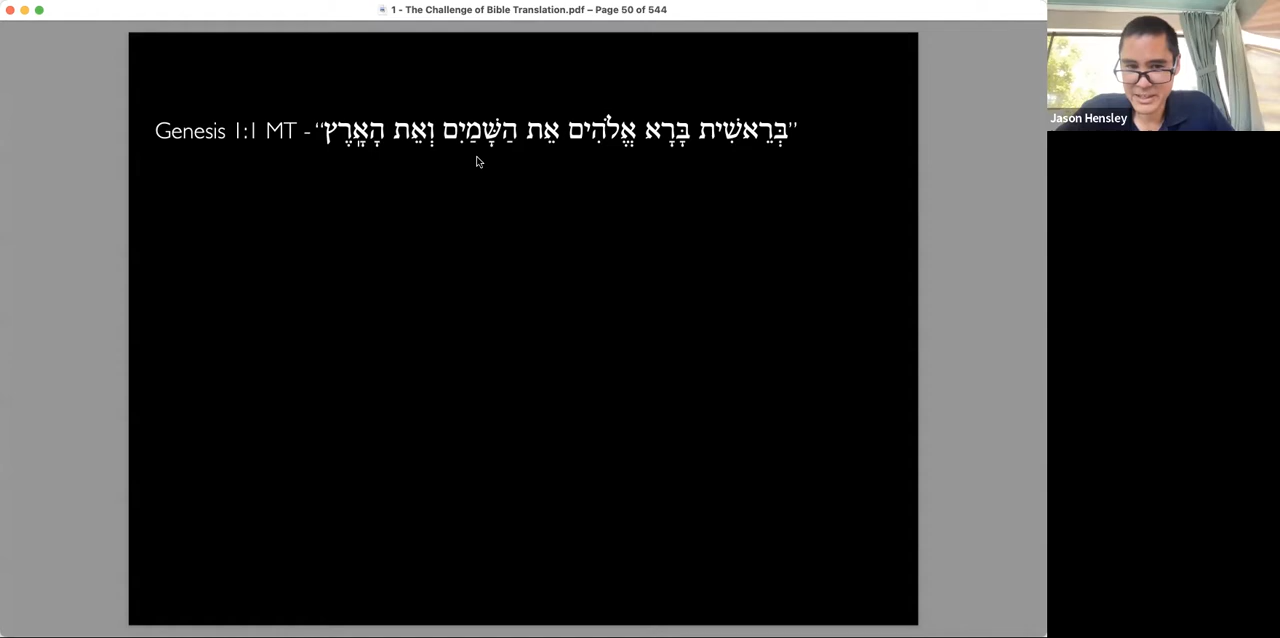 1 - The Challenge of Bible Translation.pdf – Page 50 of 544
Jason Hensley
Genesis 1:1 MT - “בְּרֵאשִׁית בָּרָא אֱלֹהִים אֵת הַשָּׁמַיִם וְאֵת הָאָֽרֶץ”